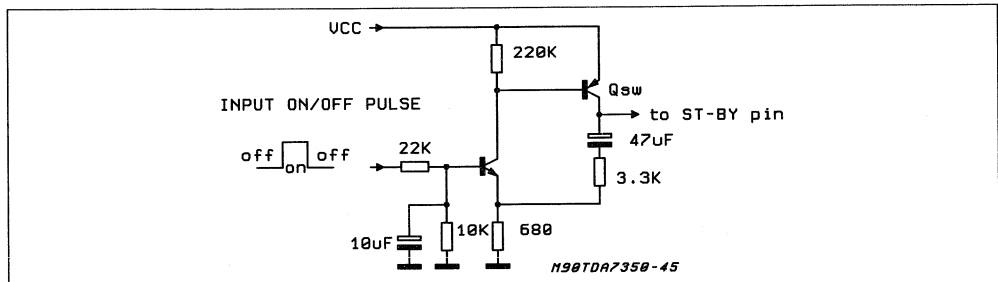 VCC
220K
Qsw
INPUT ON/OFF PULSE
to ST-BY pin
47uF
22K
off on off
3.3K
10uF
10K
680
M90TDA7350-45